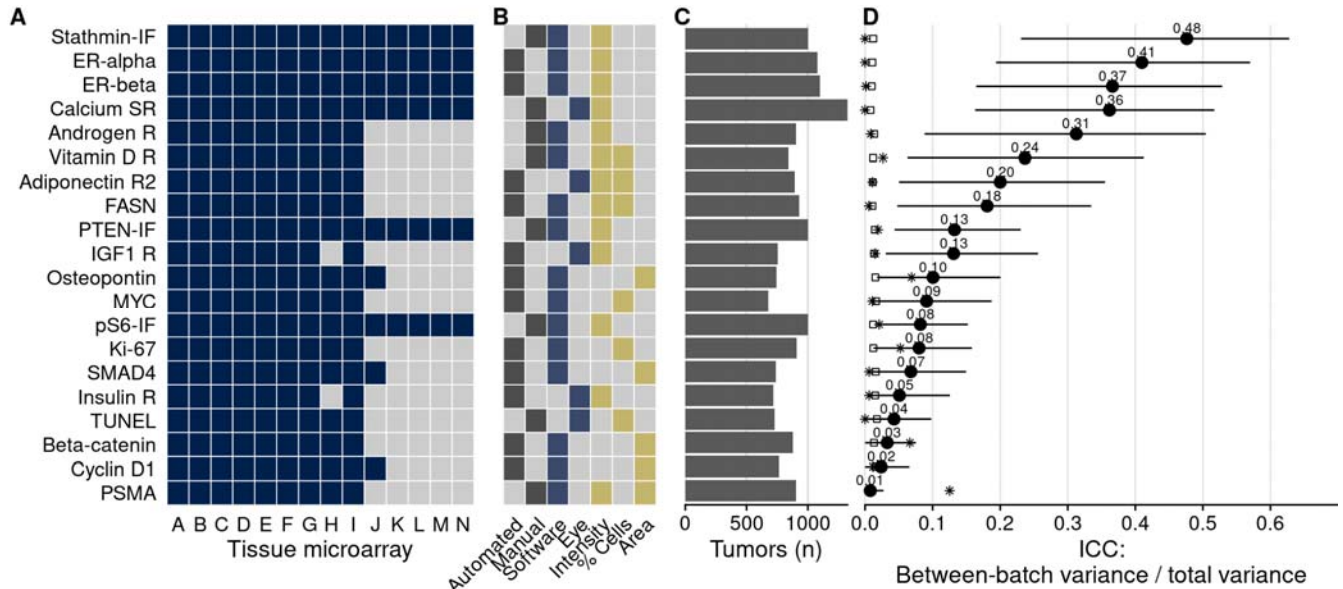 A B C D
Stathmin-IF 0.48
ER-alpha 0.41
ER-beta 0.37
Calcium SR 0.36
Androgen R 0.31
Vitamin D R 0.24
Adiponectin R2 0.20
FASN 0.18
PTEN-IF 0.13
IGF1 R 0.13
Osteopontin 0.10
MYC 0.09
pS6-IF 0.08
Ki-67 0.08
SMAD4 0.07
Insulin R 0.05
TUNEL 0.04
Beta-catenin 0.03
Cyclin D1 0.02
PSMA 0.01
A B C D E F G H I J K L M N
Tissue microarray
Automated
Manual
Software
Eye
Intensity
% Cells
Area
0 500 1000
Tumors (n)
0.0 0.1 0.2 0.3 0.4 0.5 0.6
ICC:
Between-batch variance / total variance